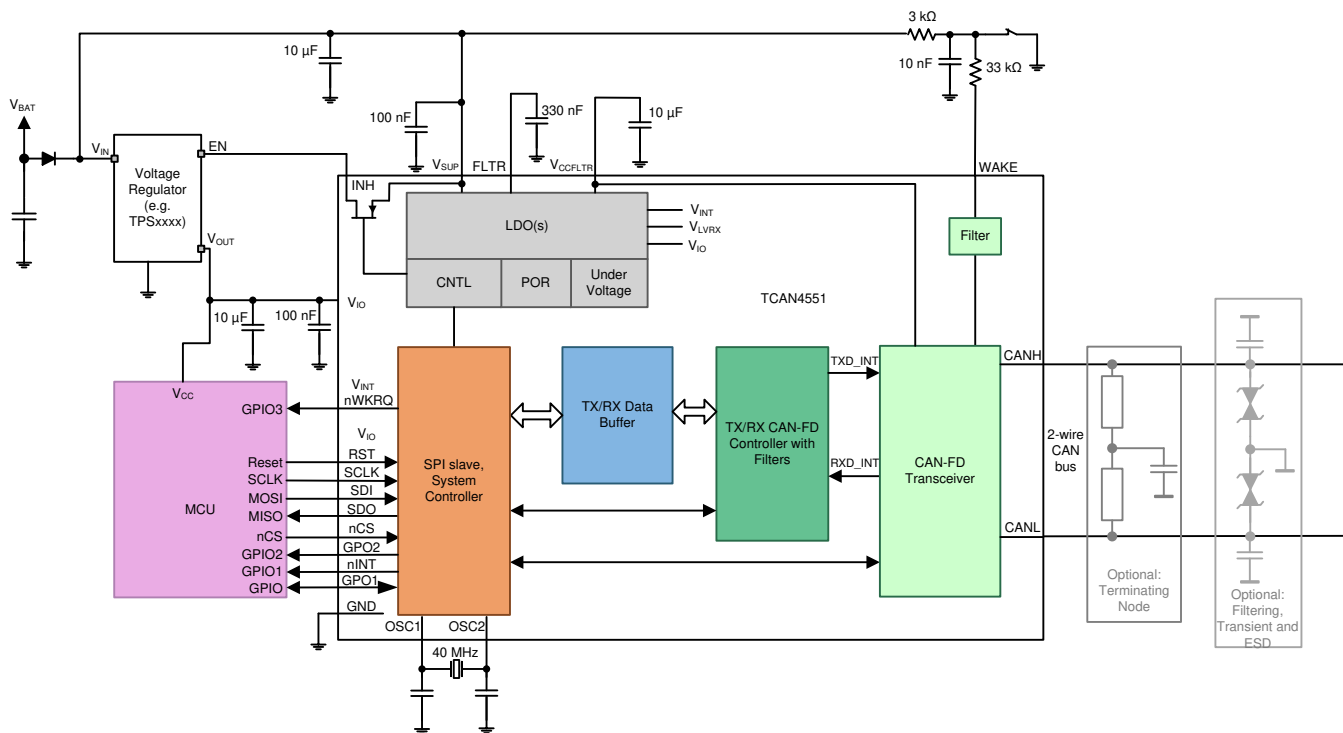 3 kΩ
10 µF
10 nF
33 kΩ
VBAT
100 nF
330 nF
10 µF
VIN
EN
VSUP
FLTR
VCCFLTR
WAKE
Voltage
Regulator
(e.g.
TPSxxxx)
INH
LDO(s)
VINT
VLVRX
VIO
Filter
VOUT
CNTL
POR
Under
Voltage
TCAN4551
VIO
10 µF
100 nF
TXD_INT
CANH
VCC
VINT
nWKRQ
GPIO3
TX/RX Data
Buffer
TX/RX CAN-FD
Controller with
Filters
2-wire
CAN
bus
VIO
RST
Reset
SCLK
SCLK
SDI
MOSI
SDO
MISO
nCS
nCS
GPO2
GPIO2
nINT
GPIO1
GPO1
GPIO
MCU
SPI slave,
System
Controller
RXD_INT
CAN-FD
Transceiver
CANL
GND
OSC1
OSC2
40 MHz
Optional:
Terminating
Node
Optional:
Filtering,
Transient and
ESD